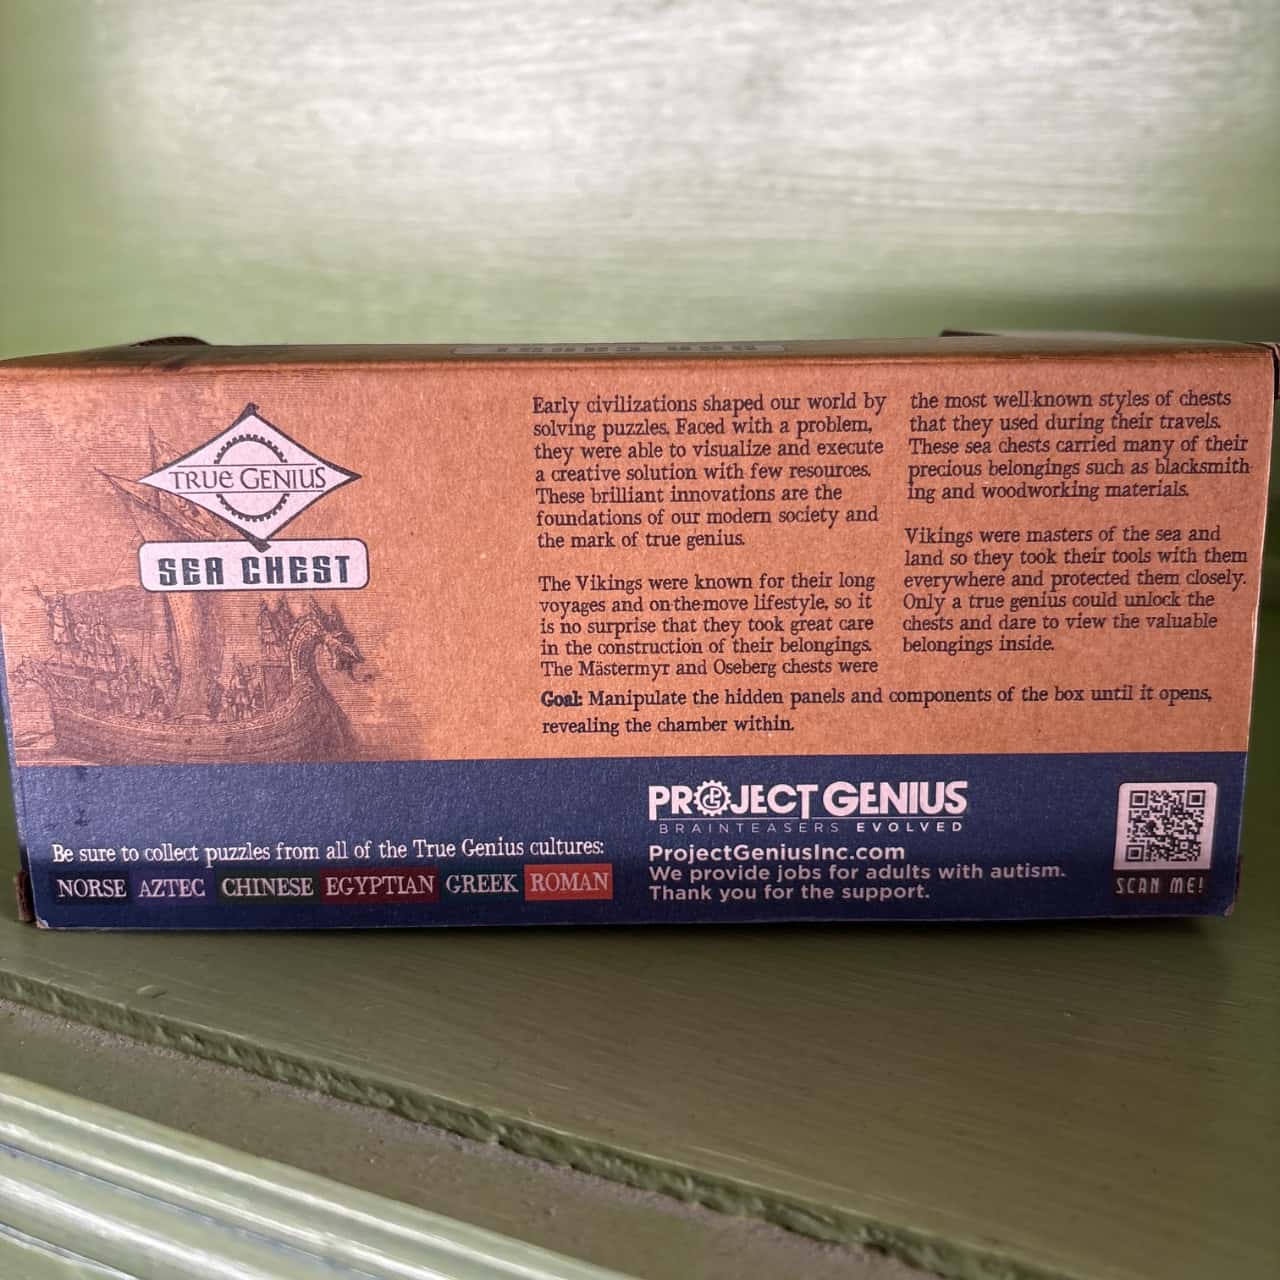 TRUE GENIUS
SEA CHEST
Early civilizations shaped our world by
solving puzzles. Faced with a problem,
they were able to visualize and execute
a creative solution with few resources.
These brilliant innovations are the
foundations of our modern society and
the mark of true genius.
The Vikings were known for their long
voyages and on-the-move lifestyle, so it
is no surprise that they took great care
in the construction of their belongings.
The Mästermyr and Oseberg chests were
the most well-known styles of chests
that they used during their travels.
These sea chests carried many of their
precious belongings such as blacksmith-
ing and woodworking materials.
Vikings were masters of the sea and
land so they took their tools with them
everywhere and protected them closely.
Only a true genius could unlock the
chests and dare to view the valuable
belongings inside.
Goal: Manipulate the hidden panels and components of the box until it opens,
revealing the chamber within.
Be sure to collect puzzles from all of the True Genius cultures:
NORSE AZTEC CHINESE EGYPTIAN GREEK ROMAN
PROJECT GENIUS
BRAINTEASERS EVOLVED
ProjectGeniusInc.com
We provide jobs for adults with autism.
Thank you for the support.
SCAN ME!